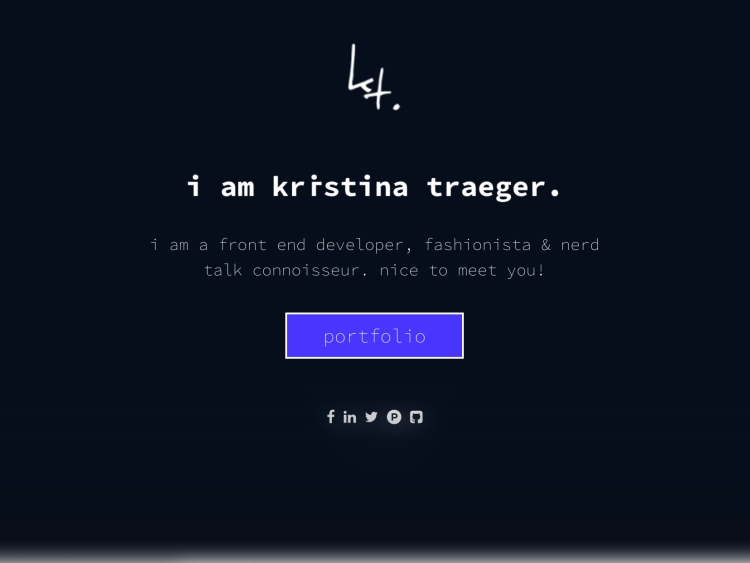 kt.
i am kristina traeger.
i am a front end developer, fashionista & nerd
talk connoisseur. nice to meet you!
portfolio